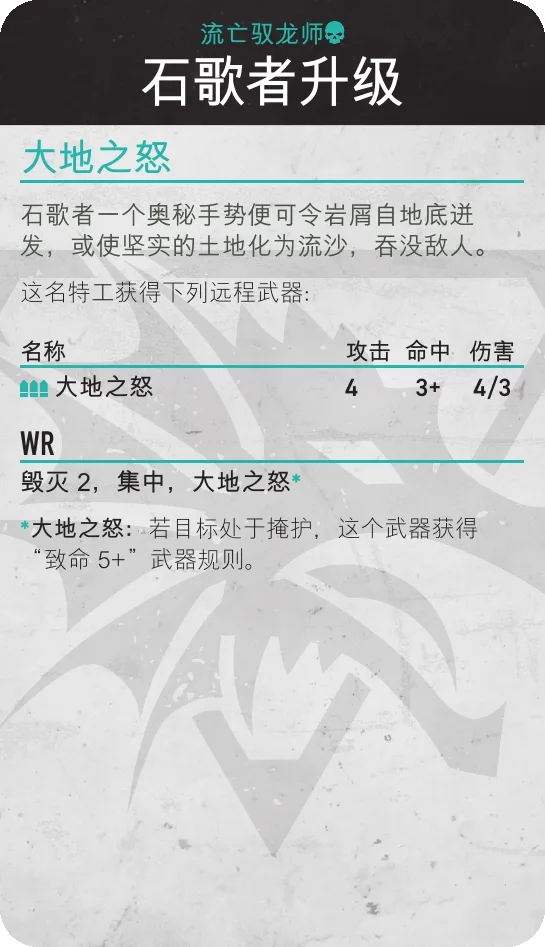 流亡驭龙师
石歌者升级
大地之怒
石歌者一个奥秘手势便可令岩屑自地底迸
发，或使坚实的土地化为流沙，吞没敌人。
这名特工获得下列远程武器:
名称 攻击 命中 伤害
大地之怒 4 3+ 4/3
WR
毁灭 2，集中，大地之怒*
*大地之怒：若目标处于掩护，这个武器获得
“致命 5+”武器规则。